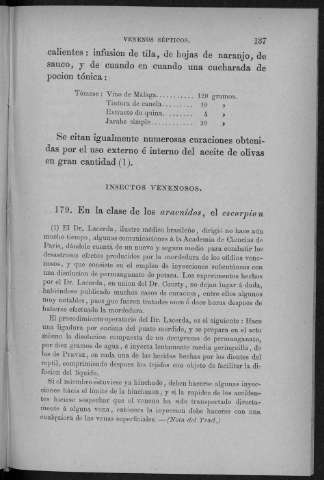 VENENOS SÉPTICOS. 187
calientes: infusion de tila, de hojas de naranjo, de
sauco, y de cuando en cuando una cucharada de
pocion tónica:
Tómese: Vino de Málaga........... 120 gramos.
Tintura de canela.......... 10 »
Extracto de quina.......... 4 »
Jarabe simple.............. 30 »
Se citan igualmente numerosas curaciones obteni-
das por el uso externo é interno del aceite de olivas
en gran cantidad (1).
INSECTOS VENENOSOS.
179. En la clase de los aracnidos, el escorpion
(1) El Dr. Lacerda, ilustre médico brasileño, dirigió no hace aún
mucho tiempo, algunas comunicaciones á la Academia de Ciencias de
Paris, dándole cuenta de un nuevo y seguro medio para combatir los
desastrosos efectos producidos por la mordedura de los ofidios vene-
nosos, y que consiste en el empleo de inyecciones subcutáneas con
una disolucion de permanganato de potasa. Los experimentos hechos
por el Dr. Lacerda, en union del Dr. Couty, no dejan lugar á duda,
habiéndose publicado muchos casos de curacion, entre ellos algunos
muy notables, pues que fueron tratados once ó doce horas despues de
haberse efectuado la mordedura.
El procedimiento operatorio del Dr. Lacerda, es el siguiente: Hace
una ligadura por encima del punto mordido, y se prepara en el acto
mismo la disolucion compuesta de un decígramo de permanganato,
por diez gramos de agua, é inyecta lentamente media jeringuilla, de
las de PRAVAZ, en cada una de las heridas hechas por los dientes del
reptil, comprimiendo despues los tejidos con objeto de facilitar la di-
fusion del líquido.
Si el miembro estuviese ya hinchado, deben hacerse algunas inyec-
ciones hácia el límite de la hinchazon, y si la rapidez de los acciden-
tes hiciese sospechar que el veneno ha sido transportado directa-
mente á alguna vena, entonces la inyeccion debe hacerse con una
cualquiera de las venas superficiales.—(Nota del Trad.)